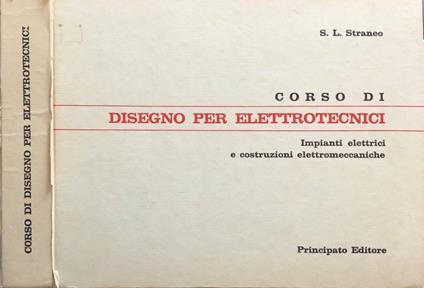 CORSO DI DISEGNO PER ELETTROTECNICI
S. L. Straneo
CORSO DI
DISEGNO PER ELETTROTECNICI
Impianti elettrici
e costruzioni elettromeccaniche
Principato Editore